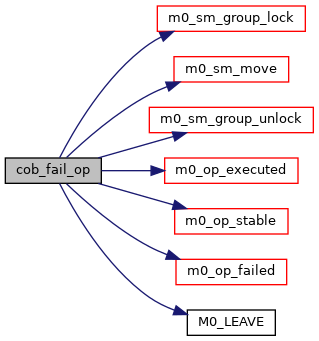 m0_sm_group_lock
m0_sm_move
m0_sm_group_unlock
cob_fail_op
m0_op_executed
m0_op_stable
m0_op_failed
M0_LEAVE